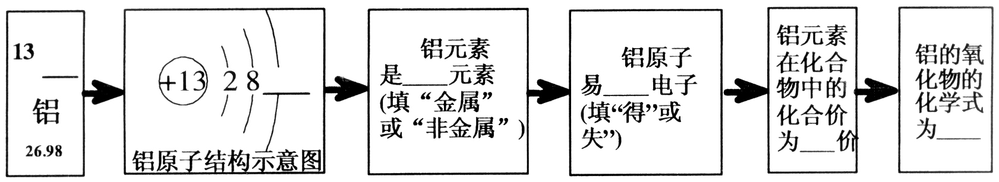 13
____
铝
26.98
+13 2 8 ____
铝原子结构示意图
铝元素
是____元素
(填“金属”
或“非金属”)
铝原子
易____电子
(填“得”或
失”)
铝元素
在化合
物中的
化合价
为___价
铝的氧
化物的
化学式
为____